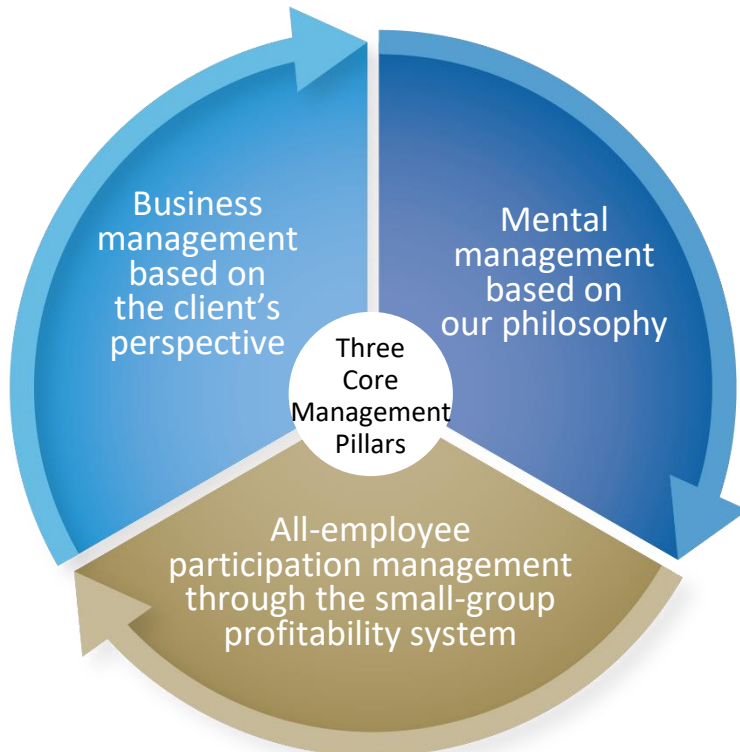 Business
management
based on
the client’s
perspective
Mental
management
based on
our philosophy
Three
Core
Management
Pillars
All-employee
participation management
through the small-group
profitability system